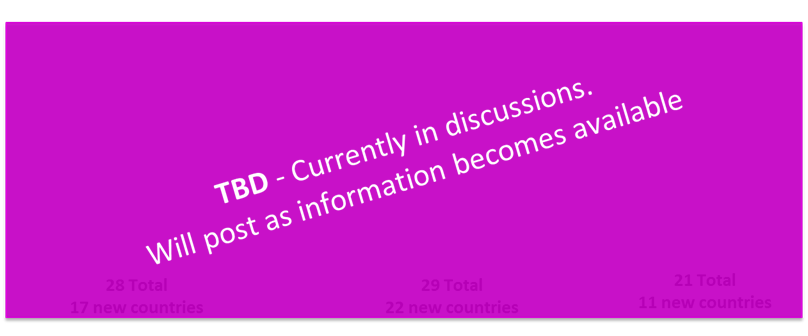 TBD - Currently in discussions.
Will post as information becomes available
28 Total
17 new countries
29 Total
22 new countries
21 Total
11 new countries